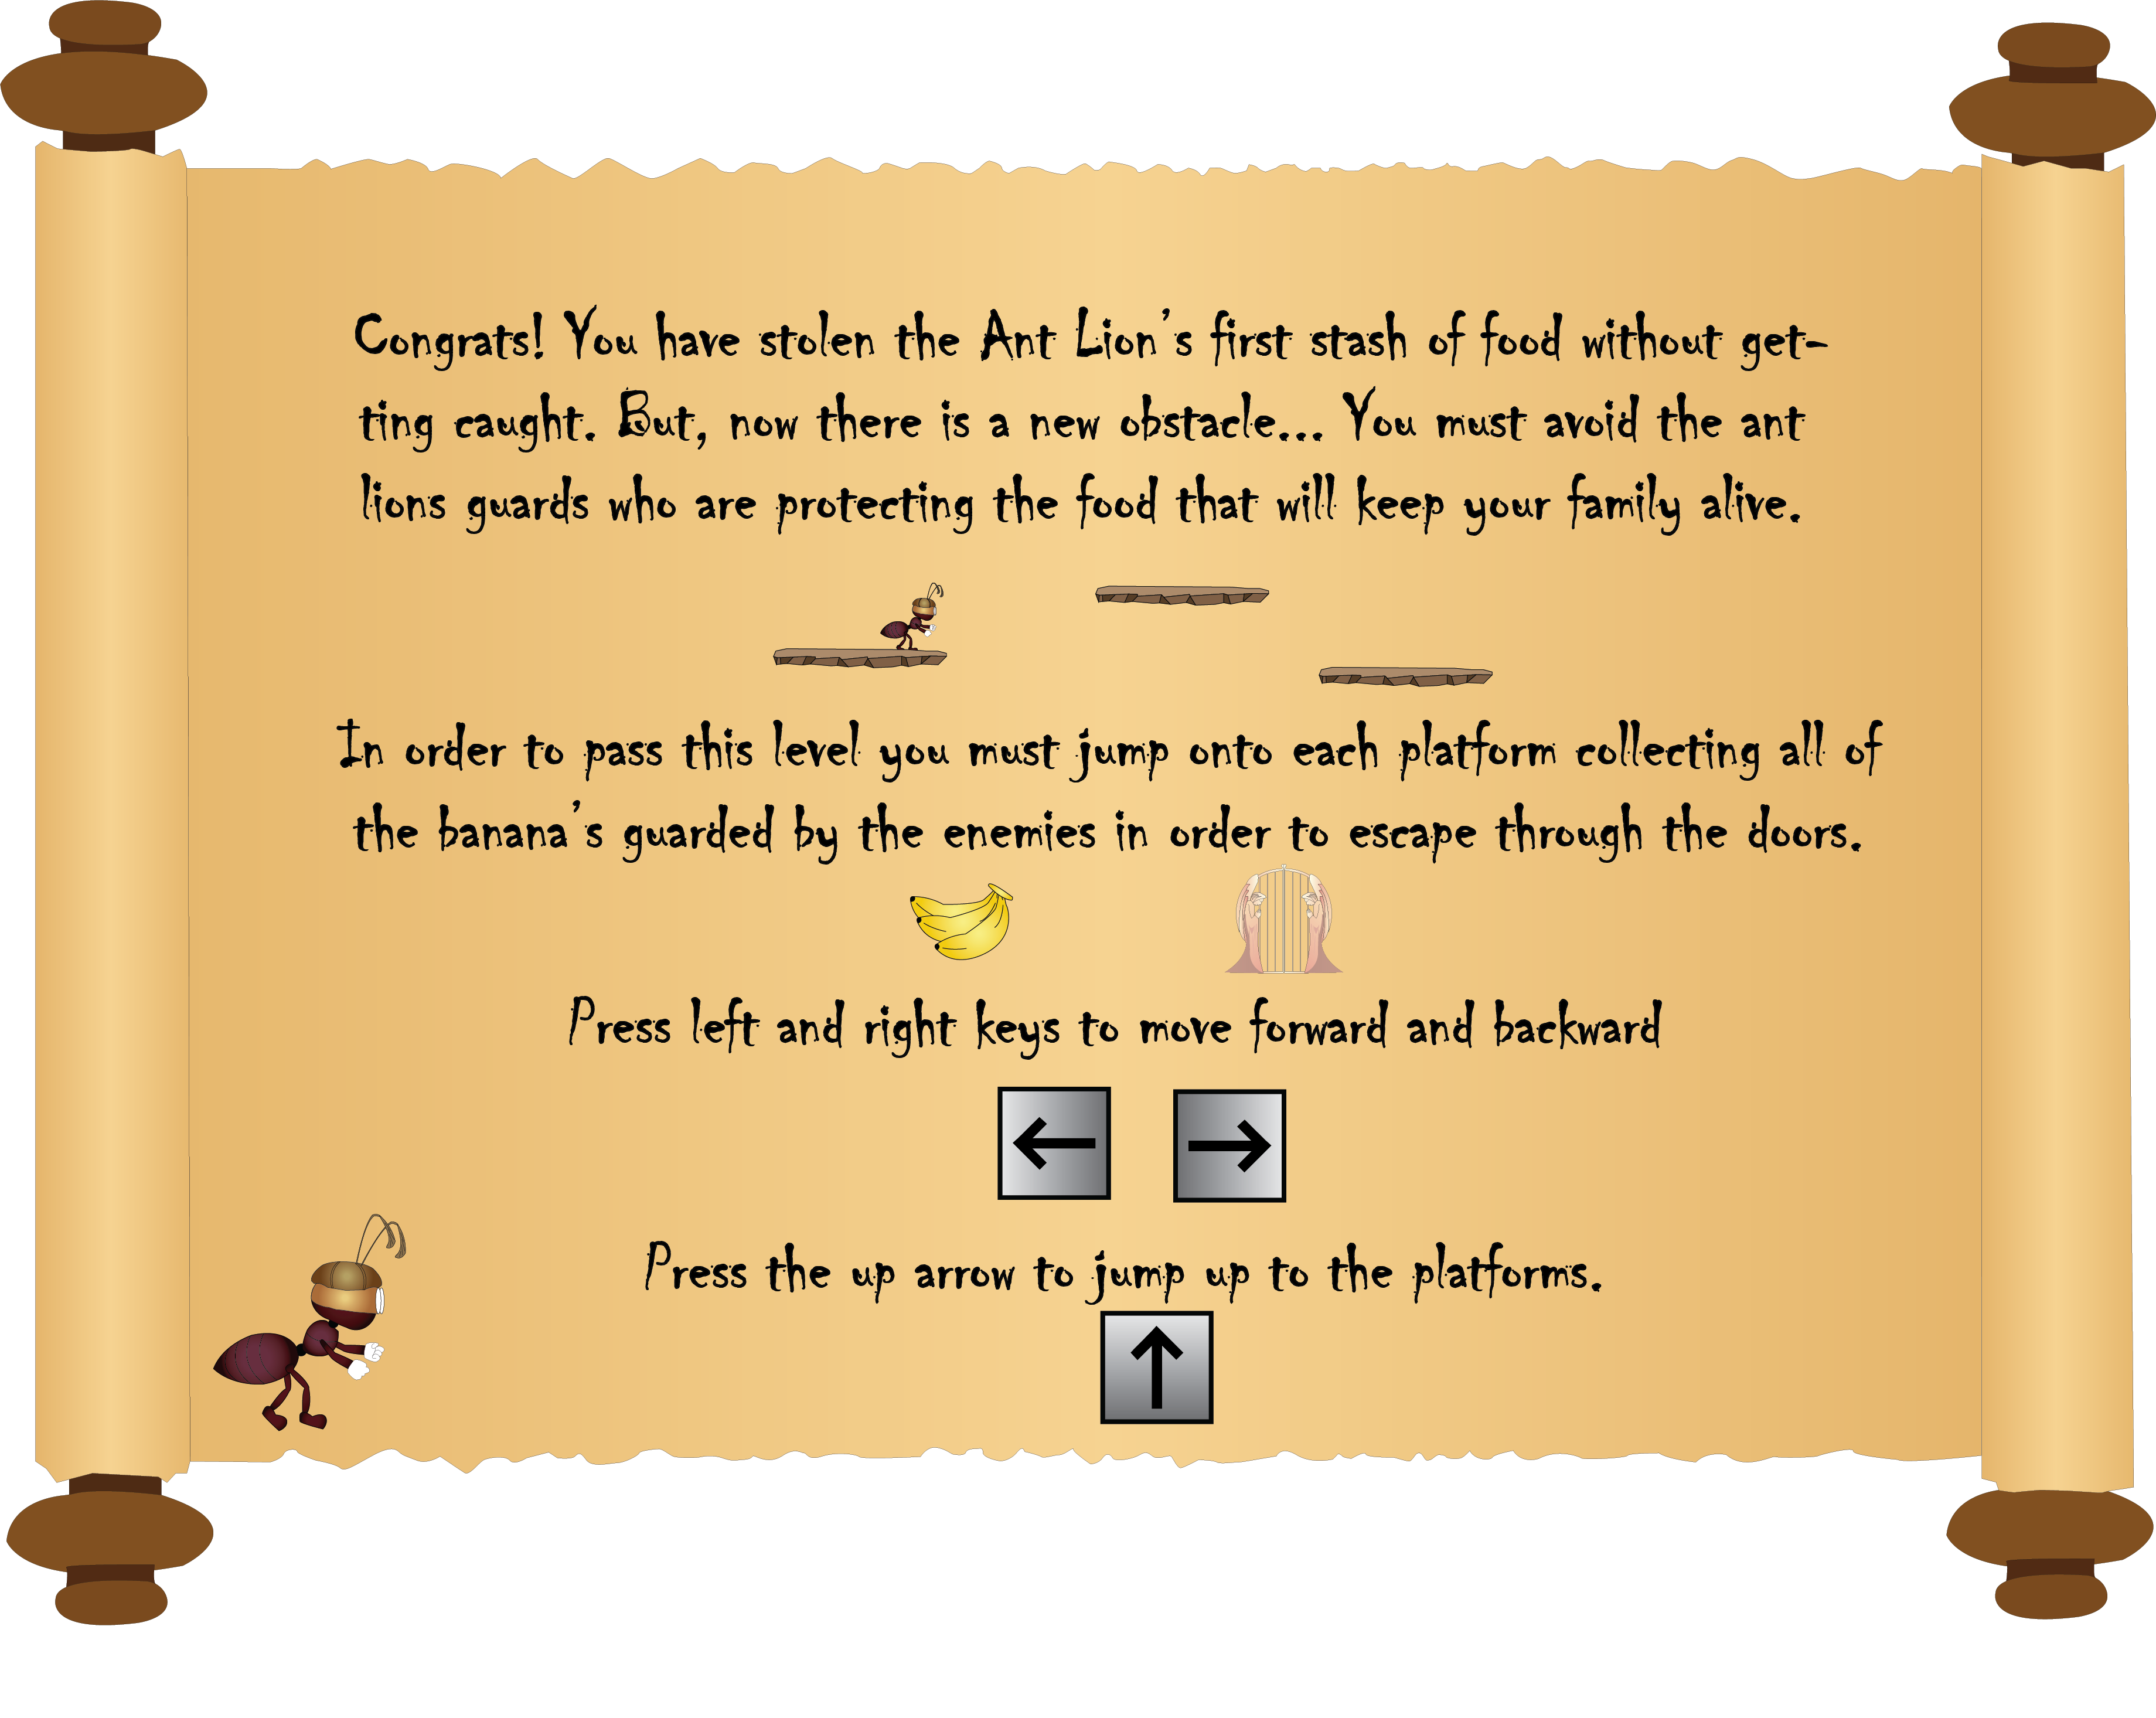 Congrats! You have stolen the Ant Lion's first stash of food without get-
ting caught. But, now there is a new obstacle... You must avoid the ant
lions guards who are protecting the food that will keep your family alive.
In order to pass this level you must jump onto each platform collecting all of
the banana's guarded by the enemies in order to escape through the doors.
Press left and right keys to move forward and backward
Press the up arrow to jump up to the platforms.